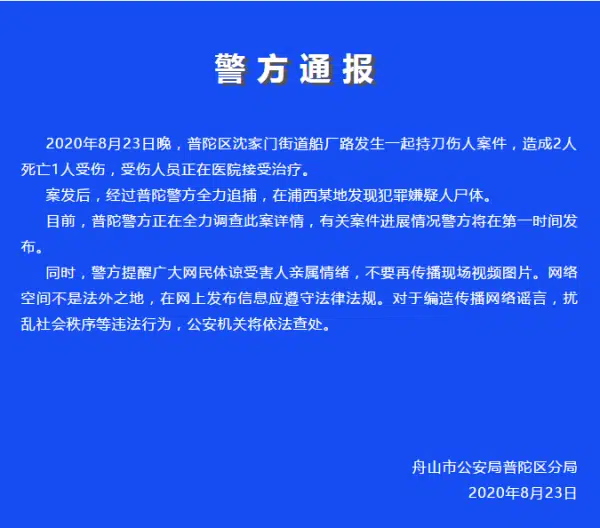 警方通报
2020年8月23日晚，普陀区沈家门街道船厂路发生一起持刀伤人案件，造成2人
死亡1人受伤，受伤人员正在医院接受治疗。
案发后，经过普陀警方全力追捕，在浦西某地发现犯罪嫌疑人尸体。
目前，普陀警方正在全力调查此案详情，有关案件进展情况警方将在第一时间发
布。
同时，警方提醒广大网民体谅受害人亲属情绪，不要再传播现场视频图片。网络
空间不是法外之地，在网上发布信息应遵守法律法规。对于编造传播网络谣言，扰
乱社会秩序等违法行为，公安机关将依法查处。
舟山市公安局普陀区分局
2020年8月23日